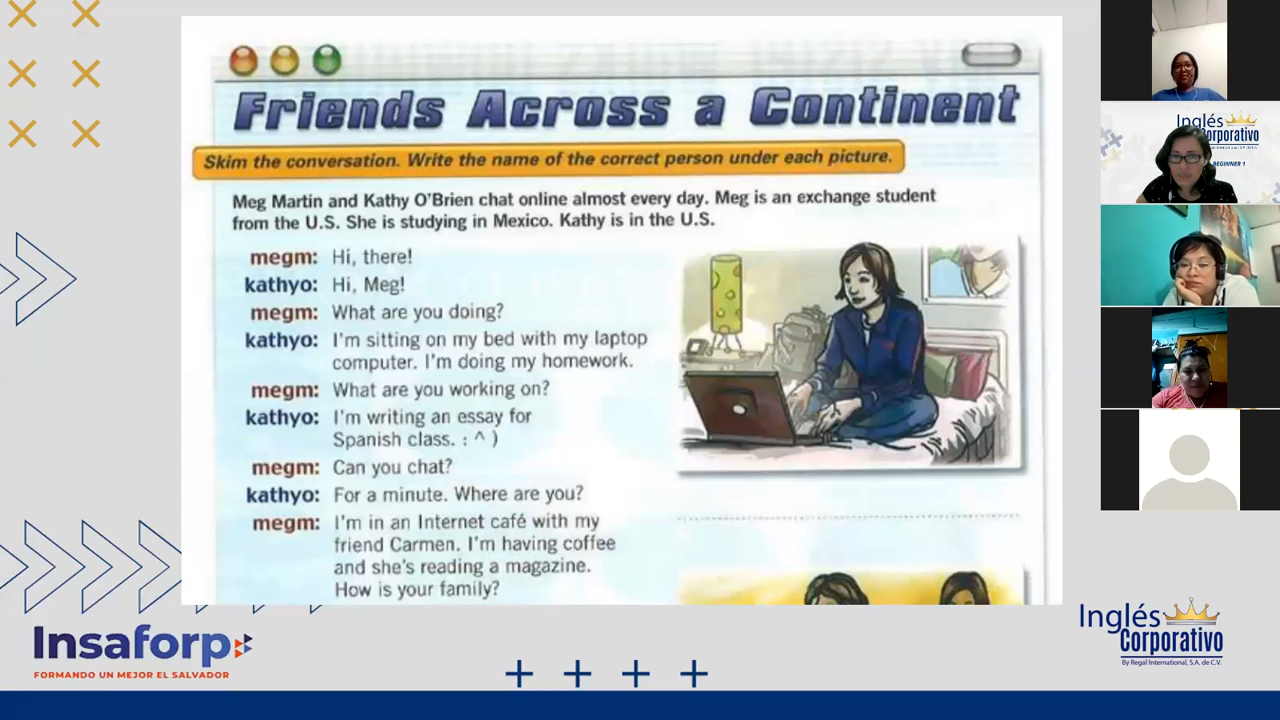 Friends Across a Continent
Skim the conversation. Write the name of the correct person under each picture.
Meg Martin and Kathy O'Brien chat online almost every day. Meg is an exchange student
from the U.S. She is studying in Mexico. Kathy is in the U.S.
megm: Hi, there!
kathyo: Hi, Meg!
megm: What are you doing?
kathyo: I'm sitting on my bed with my laptop
computer. I'm doing my homework.
megm: What are you working on?
kathyo: I'm writing an essay for
Spanish class. : ^ )
megm: Can you chat?
kathyo: For a minute. Where are you?
megm: I'm in an Internet café with my
friend Carmen. I'm having coffee
and she's reading a magazine.
How is your family?
Insaforp
FORMANDO UN MEJOR EL SALVADOR
Inglés
Corporativo
By Regal International, S.A. de C.V.
Inglés
Corporativo
BEGINNER 1